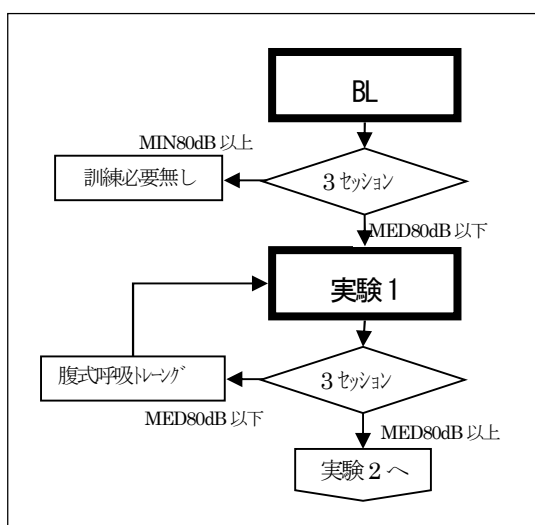 BL
MIN80dB 以上
訓練必要無し
3 セッション
MED80dB 以下
実験 1
腹式呼吸トレーング
3 セッション
MED80dB 以下
MED80dB 以上
実験 2 へ